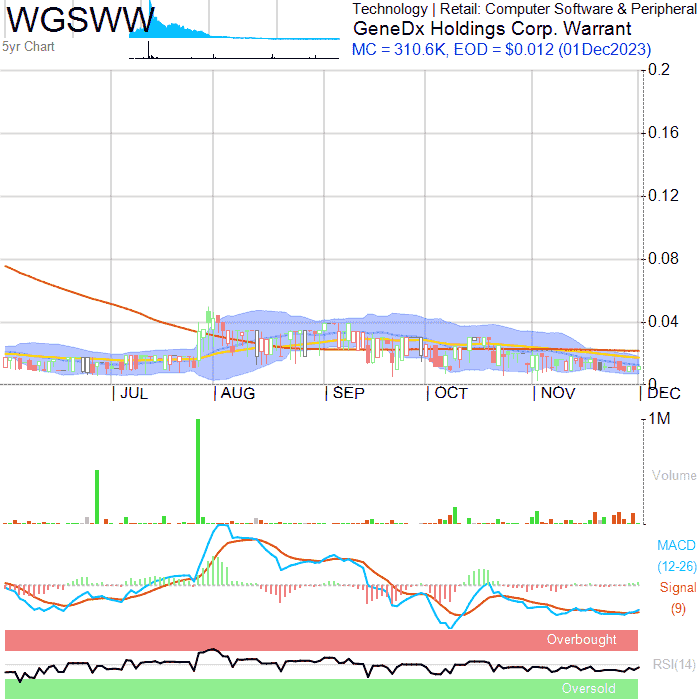 WGSWW
5yr Chart
Technology | Retail: Computer Software & Peripheral
GeneDx Holdings Corp. Warrant
MC = 310.6K, EOD = $0.012 (01Dec2023)
0.2
0.16
0.12
0.08
0.04
0
JUL AUG SEP OCT NOV DEC
1M
Volume
MACD
(12-26)
Signal
(9)
Overbought
RSI(14)
Oversold